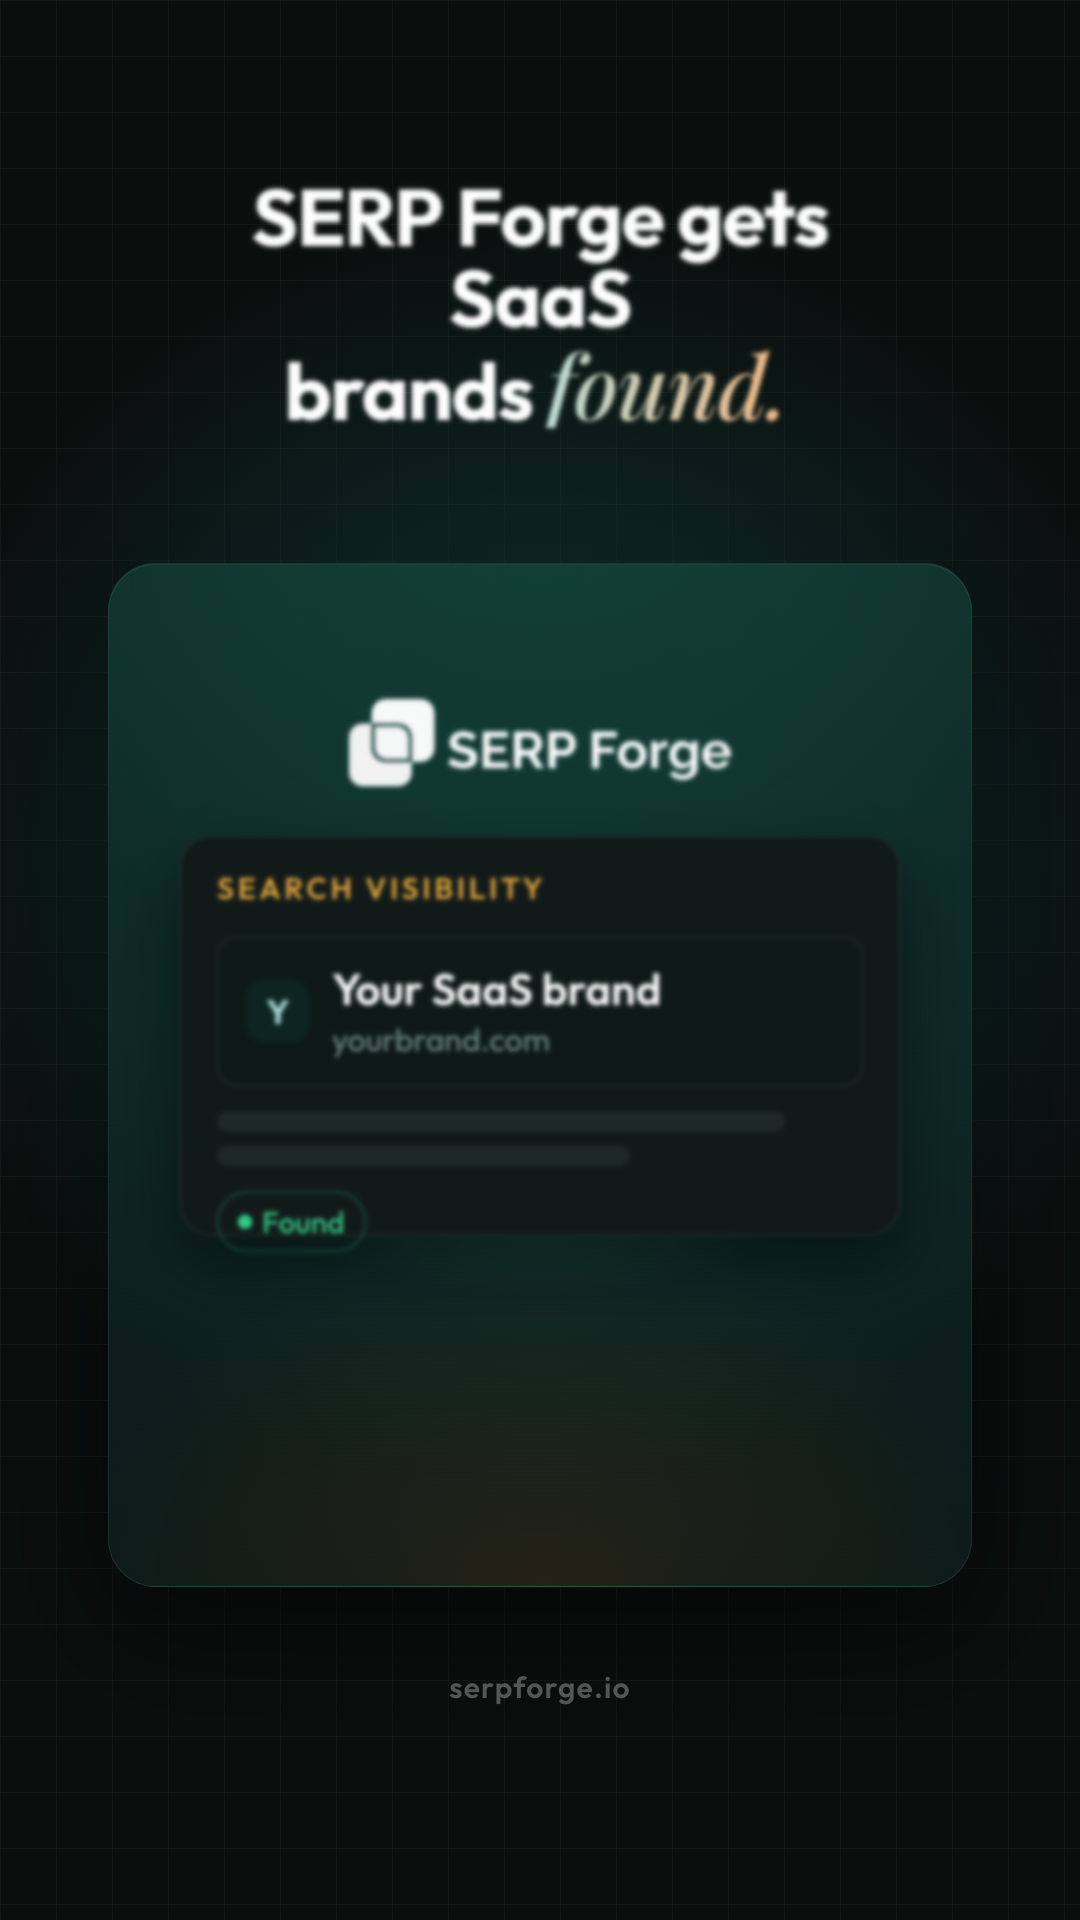 SERP Forge gets
SaaS
brands found.
SERP Forge
SEARCH VISIBILITY
Y
Your SaaS brand
yourbrand.com
Found
serpforge.io